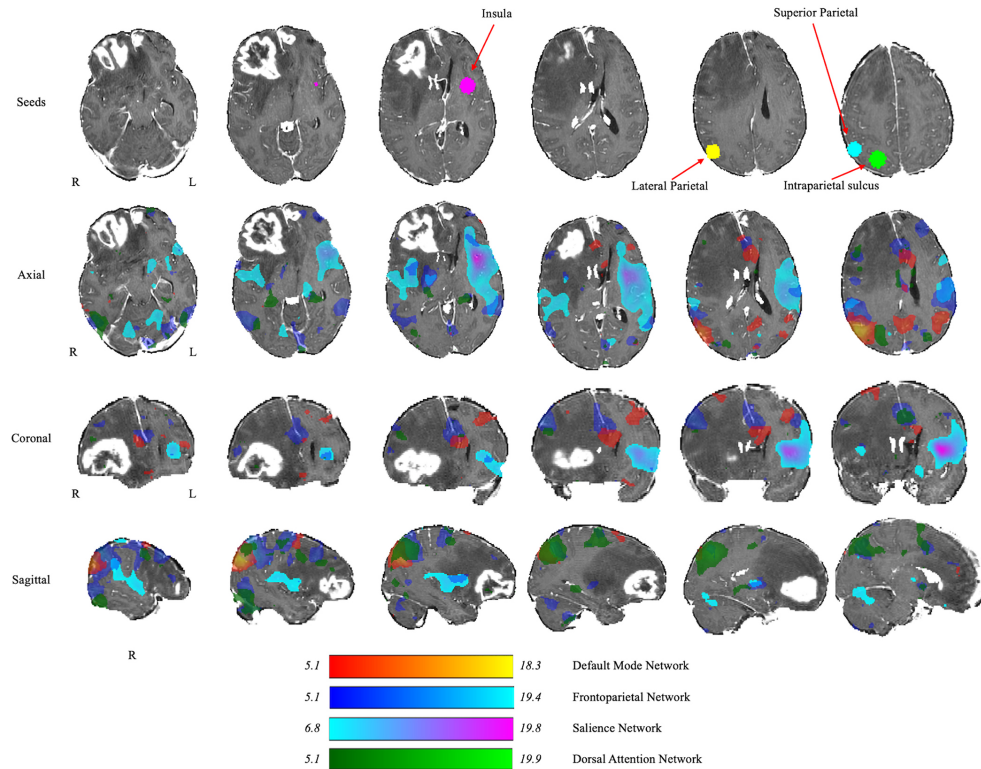 Insula
Superior Parietal
Seeds
R
L
Lateral Parietal
Intraparietal sulcus
Axial
R
L
Coronal
R
L
Sagittal
R
5.1
18.3
Default Mode Network
5.1
19.4
Frontoparietal Network
6.8
19.8
Salience Network
5.1
19.9
Dorsal Attention Network